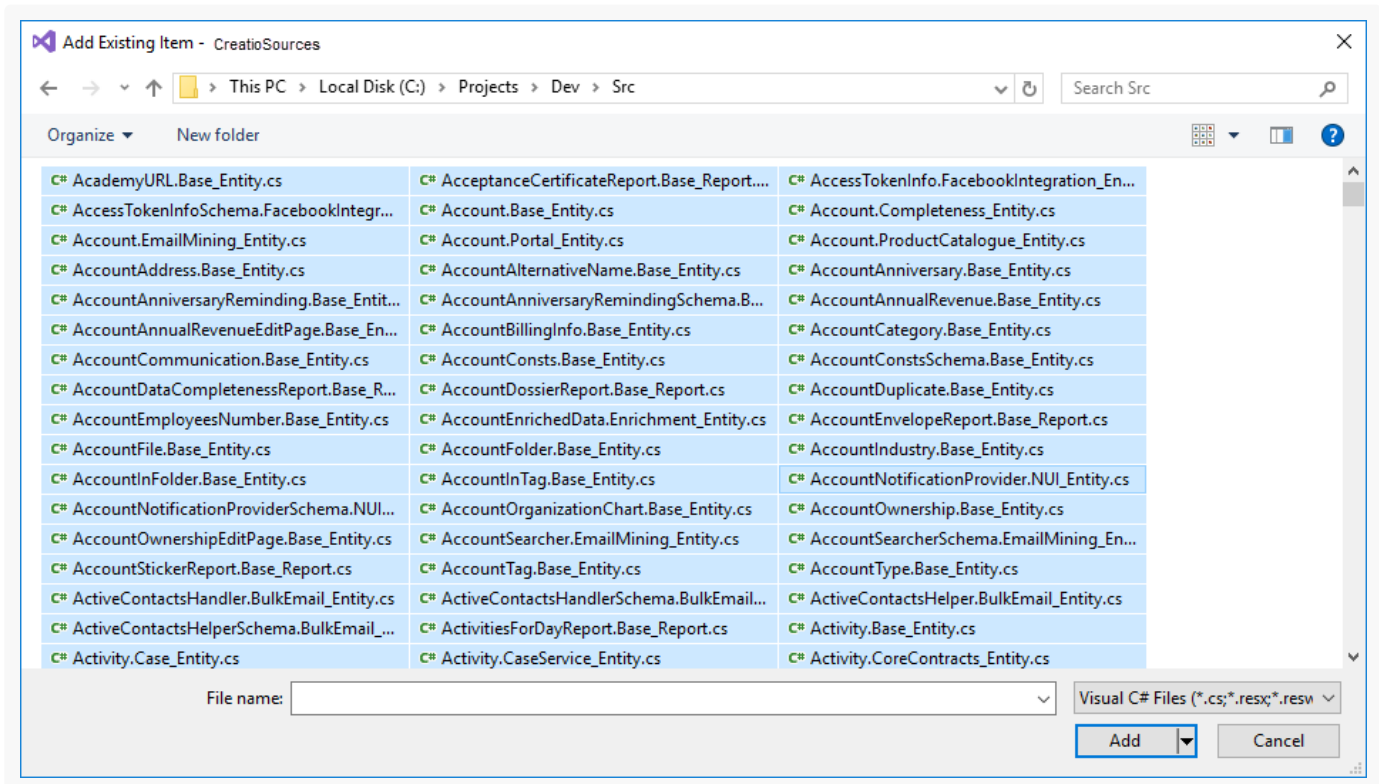 Add Existing Item - CreatioSources
This PC > Local Disk (C:) > Projects > Dev > Src
Search Src
Organize
New folder
C# AcademyURL.Base_Entity.cs C# AcceptanceCertificateReport.Base_Report.... C# AccessTokenInfo.FacebookIntegration_En...
C# AccessTokenInfoSchema.FacebookIntegr... C# Account.Base_Entity.cs C# Account.Completeness_Entity.cs
C# Account.EmailMining_Entity.cs C# Account.Portal_Entity.cs C# Account.ProductCatalogue_Entity.cs
C# AccountAddress.Base_Entity.cs C# AccountAlternativeName.Base_Entity.cs C# AccountAnniversary.Base_Entity.cs
C# AccountAnniversaryReminding.Base_Entit... C# AccountAnniversaryRemindingSchema.B... C# AccountAnnualRevenue.Base_Entity.cs
C# AccountAnnualRevenueEditPage.Base_En... C# AccountBillingInfo.Base_Entity.cs C# AccountCategory.Base_Entity.cs
C# AccountCommunication.Base_Entity.cs C# AccountConsts.Base_Entity.cs C# AccountConstsSchema.Base_Entity.cs
C# AccountDataCompletenessReport.Base_R... C# AccountDossierReport.Base_Report.cs C# AccountDuplicate.Base_Entity.cs
C# AccountEmployeesNumber.Base_Entity.cs C# AccountEnrichedData.Enrichment_Entity.cs C# AccountEnvelopeReport.Base_Report.cs
C# AccountFile.Base_Entity.cs C# AccountFolder.Base_Entity.cs C# AccountIndustry.Base_Entity.cs
C# AccountInFolder.Base_Entity.cs C# AccountInTag.Base_Entity.cs C# AccountNotificationProvider.NUI_Entity.cs
C# AccountNotificationProviderSchema.NUI... C# AccountOrganizationChart.Base_Entity.cs C# AccountOwnership.Base_Entity.cs
C# AccountOwnershipEditPage.Base_Entity.cs C# AccountSearcher.EmailMining_Entity.cs C# AccountSearcherSchema.EmailMining_En...
C# AccountStickerReport.Base_Report.cs C# AccountTag.Base_Entity.cs C# AccountType.Base_Entity.cs
C# ActiveContactsHandler.BulkEmail_Entity.cs C# ActiveContactsHandlerSchema.BulkEmail... C# ActiveContactsHelper.BulkEmail_Entity.cs
C# ActiveContactsHelperSchema.BulkEmail_... C# ActivitiesForDayReport.Base_Report.cs C# Activity.Base_Entity.cs
C# Activity.Case_Entity.cs C# Activity.CaseService_Entity.cs C# Activity.CoreContracts_Entity.cs
File name:
Visual C# Files (*.cs;*.resx;*.resw
Add
Cancel